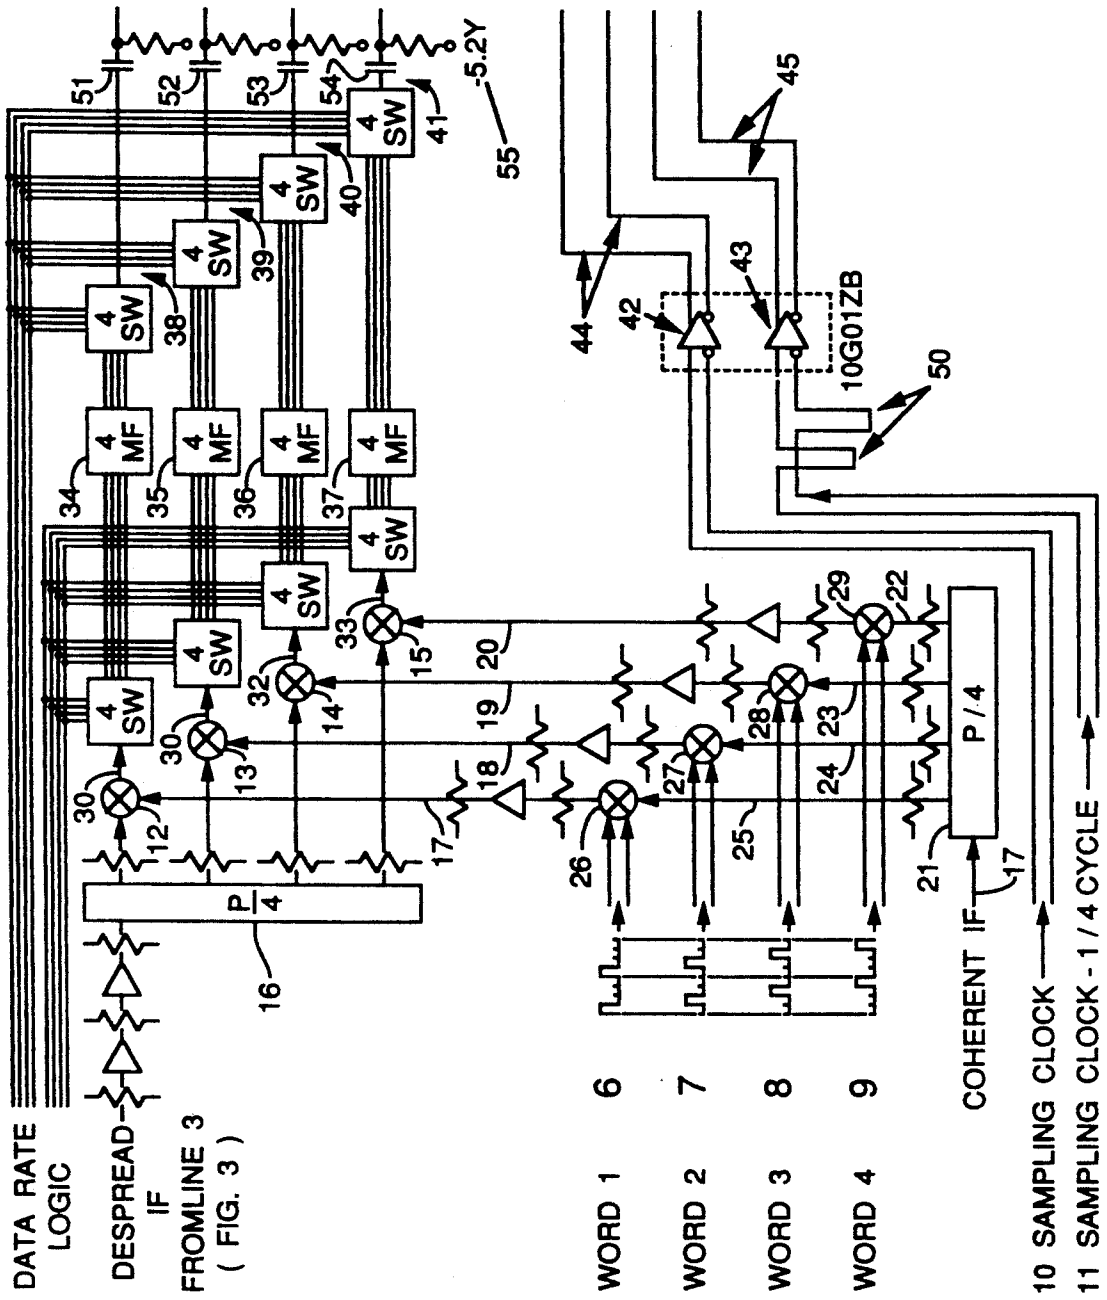 DATA RATE
LOGIC
DESPREAD
IF
FROMLINE 3
( FIG. 3 )
P/4
16
30
12
30
13
32
14
33
15
4
SW
4
SW
4
SW
4
SW
34
4
MF
35
4
MF
36
4
MF
37
4
MF
4
SW
38
4
SW
39
4
SW
40
4
SW
41
51
52
53
54
-5.2Y
55
17
18
19
20
WORD 1 6
WORD 2 7
WORD 3 8
WORD 4 9
26
27
28
29
25
24
23
22
21
P / 4
COHERENT IF
17
10 SAMPLING CLOCK
11 SAMPLING CLOCK - 1 / 4 CYCLE
42
43
10G01ZB
44
45
50